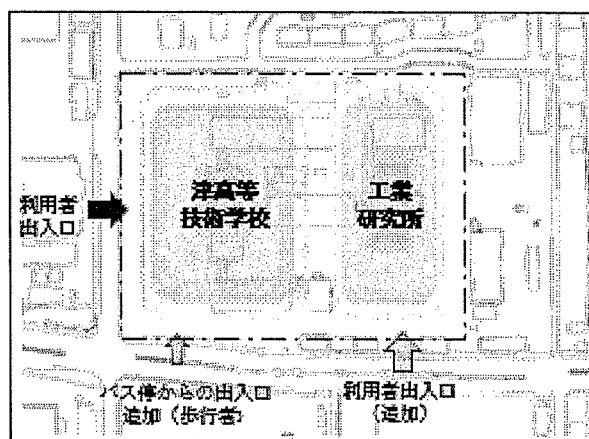 津高等
技術学校
工業
研究所
利用者
出入口
バス停からの出入口
追加（歩行者）
利用者出入口
（追加）